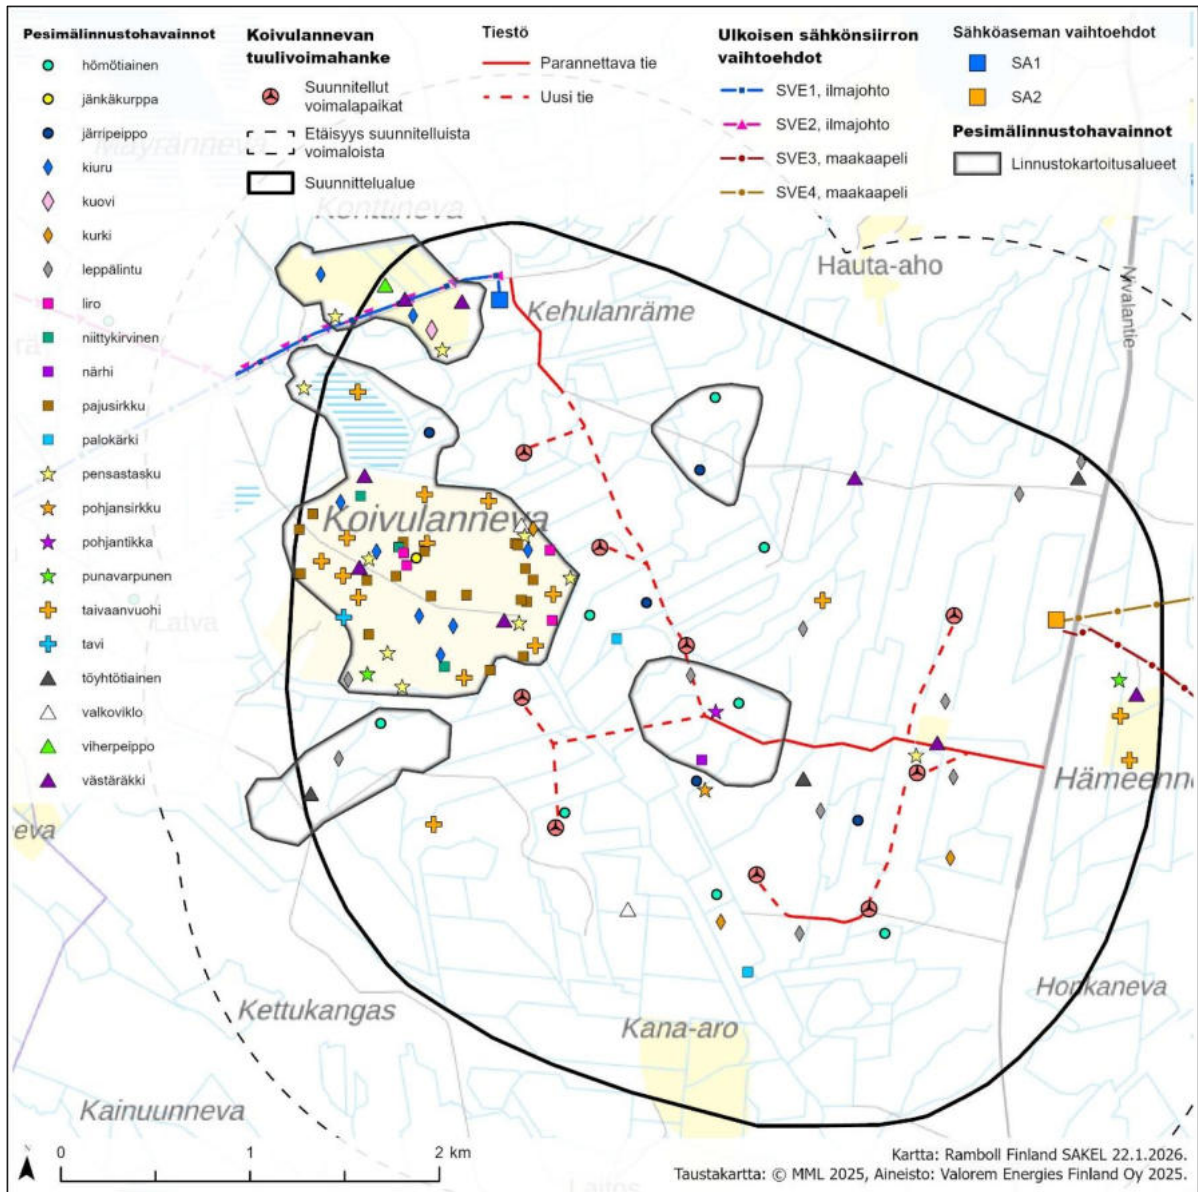 Pesimälinnustohavainnot
hömötiainen
jänkäkurppa
järripeippo
kiuru
kuovi
kurki
leppälintu
liro
niittykirvinen
närhi
pajusirkku
palokärki
pensastasku
pohjansirkku
pohjantikka
punavarpunen
taivaanvuohi
tavi
töyhtötiainen
valkoviklo
viherpeippo
västäräkki
Koivulannevan
tuulivoimahanke
Suunnitellut
voimalapaikat
Etäisyys suunnitelluista
voimaloista
Suunnittelualue
Tiestö
Parannettava tie
Uusi tie
Ulkoisen sähkönsiirron
vaihtoehdot
SVE1, ilmajohto
SVE2, ilmajohto
SVE3, maakaapeli
SVE4, maakaapeli
Sähköaseman vaihtoehdot
SA1
SA2
Pesimälinnustohavainnot
Linnustokartoitusalueet
Mäyränneva
Konttineva
Hauta-aho
Nivalantie
Kehulanräme
Koivulanneva
Latva
Hämeenn
eva
Honkaneva
Kettukangas
Kana-aro
Kainuunneva
0 1 2 km
Kartta: Ramboll Finland SAKEL 22.1.2026.
Taustakartta: © MML 2025, Aineisto: Valorem Energies Finland Oy 2025.